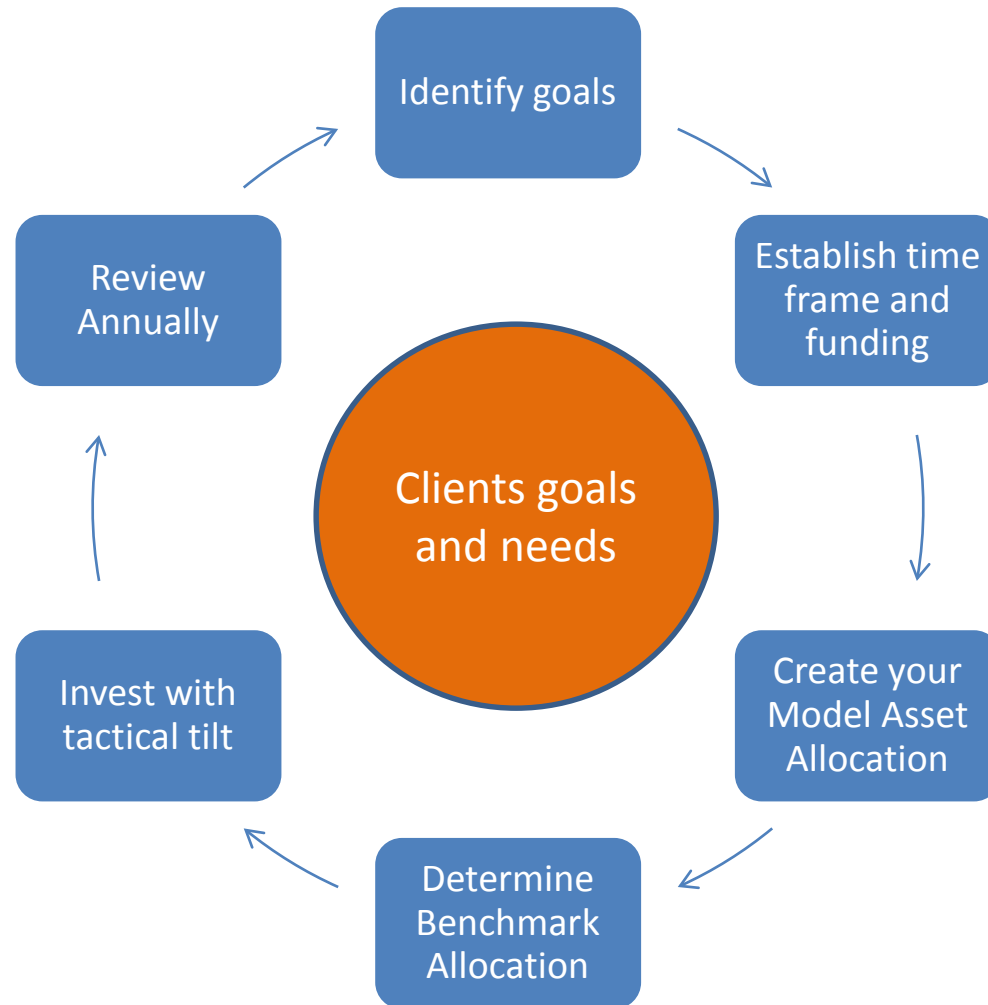 Identify goals
Establish time
frame and
funding
Create your
Model Asset
Allocation
Determine
Benchmark
Allocation
Invest with
tactical tilt
Review
Annually
Clients goals
and needs